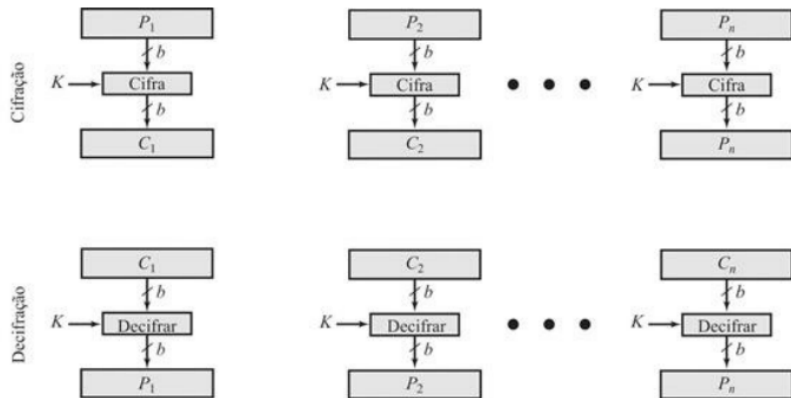 P₁ P₂ Pₙ
b b b
Cifração
K Cifra K Cifra K Cifra
b b b
C₁ C₂ Pₙ
C₁ C₂ Cₙ
b b b
Decifração
K Decifrar K Decifrar K Decifrar
b b b
P₁ P₂ Pₙ